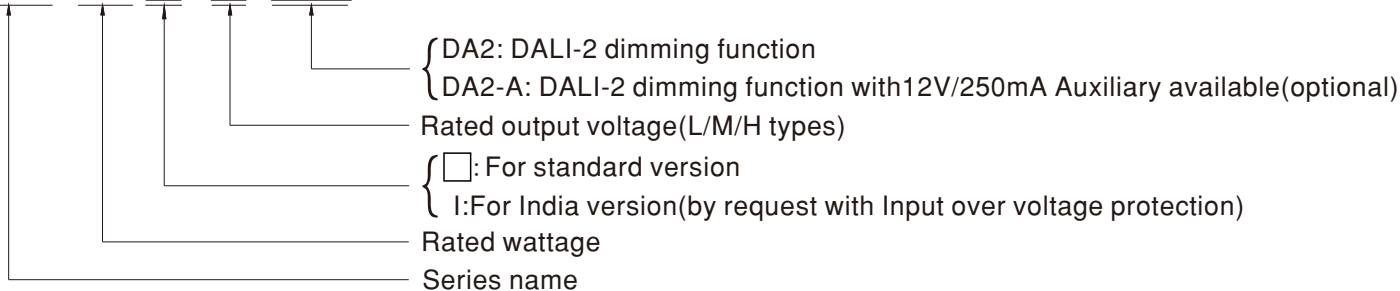 DA2: DALI-2 dimming function
DA2-A: DALI-2 dimming function with12V/250mA Auxiliary available(optional)
Rated output voltage(L/M/H types)
□: For standard version
I:For India version(by request with Input over voltage protection)
Rated wattage
Series name